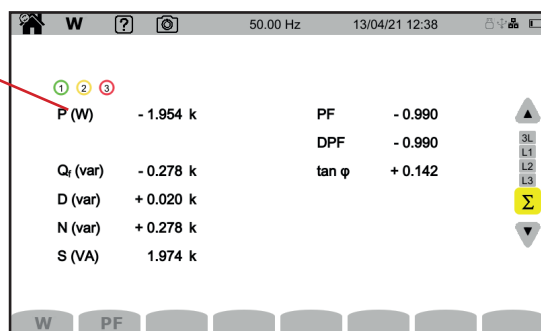 W ? 50.00 Hz 13/04/21 12:38
1 2 3
P (W) - 1.954 k PF - 0.990
DPF - 0.990
Qf (var) - 0.278 k tan φ + 0.142
D (var) + 0.020 k
N (var) + 0.278 k
S (VA) 1.974 k
3L
L1
L2
L3
Σ
W PF